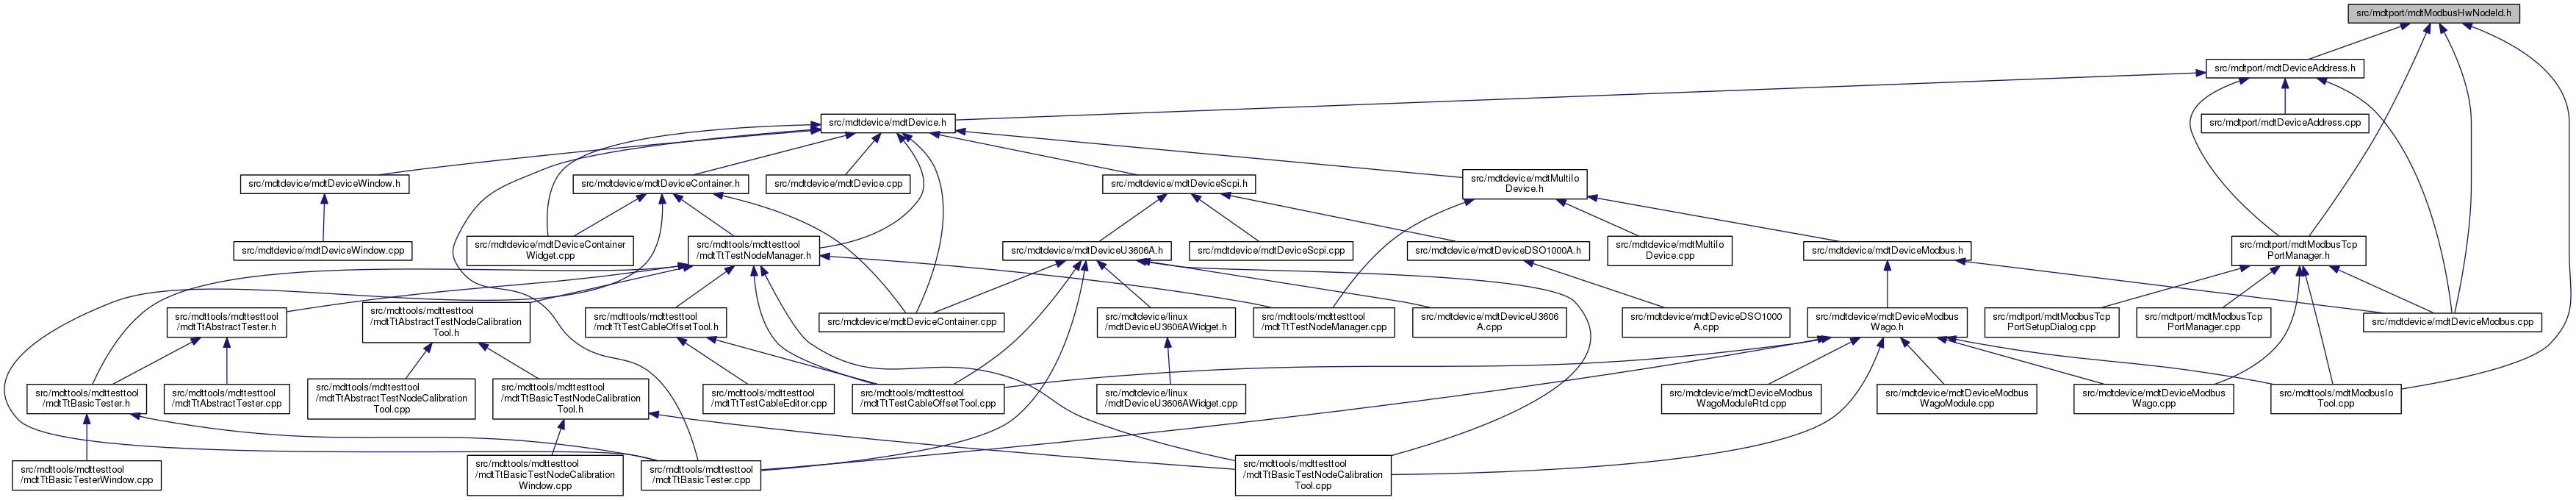 src/mdtport/mdtModbusHwNodeId.h
src/mdtport/mdtDeviceAddress.h
src/mdtdevice/mdtDevice.h
src/mdtport/mdtDeviceAddress.cpp
src/mdtdevice/mdtDeviceWindow.h
src/mdtdevice/mdtDeviceContainer.h
src/mdtdevice/mdtDevice.cpp
src/mdtdevice/mdtDeviceScpi.h
src/mdtdevice/mdtMultiIo
Device.h
src/mdtdevice/mdtDeviceWindow.cpp
src/mdtdevice/mdtDeviceContainer
Widget.cpp
src/mdttools/mdttesttool
/mdtTtTestNodeManager.h
src/mdtdevice/mdtDeviceU3606A.h
src/mdtdevice/mdtDeviceScpi.cpp
src/mdtdevice/mdtDeviceDSO1000A.h
src/mdtdevice/mdtMultiIo
Device.cpp
src/mdtdevice/mdtDeviceModbus.h
src/mdtport/mdtModbusTcp
PortManager.h
src/mdttools/mdttesttool
/mdtTtAbstractTester.h
src/mdttools/mdttesttool
/mdtTtAbstractTestNodeCalibration
Tool.h
src/mdttools/mdttesttool
/mdtTtTestCableOffsetTool.h
src/mdtdevice/mdtDeviceContainer.cpp
src/mdtdevice/linux
/mdtDeviceU3606AWidget.h
src/mdttools/mdttesttool
/mdtTtTestNodeManager.cpp
src/mdtdevice/mdtDeviceU3606
A.cpp
src/mdtdevice/mdtDeviceDSO1000
A.cpp
src/mdtdevice/mdtDeviceModbus
Wago.h
src/mdtport/mdtModbusTcp
PortSetupDialog.cpp
src/mdtport/mdtModbusTcp
PortManager.cpp
src/mdtdevice/mdtDeviceModbus.cpp
src/mdttools/mdttesttool
/mdtTtBasicTester.h
src/mdttools/mdttesttool
/mdtTtAbstractTester.cpp
src/mdttools/mdttesttool
/mdtTtAbstractTestNodeCalibration
Tool.cpp
src/mdttools/mdttesttool
/mdtTtBasicTestNodeCalibration
Tool.h
src/mdttools/mdttesttool
/mdtTtTestCableEditor.cpp
src/mdttools/mdttesttool
/mdtTtTestCableOffsetTool.cpp
src/mdtdevice/linux
/mdtDeviceU3606AWidget.cpp
src/mdtdevice/mdtDeviceModbus
WagoModuleRtd.cpp
src/mdtdevice/mdtDeviceModbus
WagoModule.cpp
src/mdtdevice/mdtDeviceModbus
Wago.cpp
src/mdttools/mdtModbusIo
Tool.cpp
src/mdttools/mdttesttool
/mdtTtBasicTesterWindow.cpp
src/mdttools/mdttesttool
/mdtTtBasicTestNodeCalibration
Window.cpp
src/mdttools/mdttesttool
/mdtTtBasicTester.cpp
src/mdttools/mdttesttool
/mdtTtBasicTestNodeCalibration
Tool.cpp